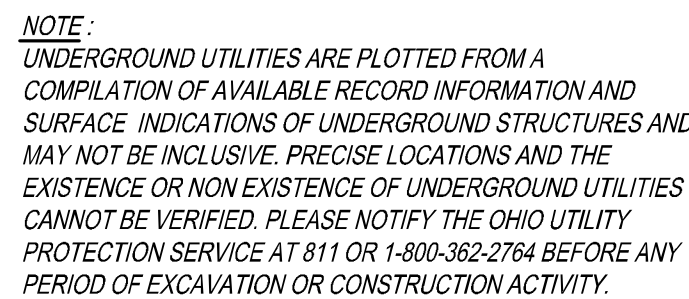 NOTE :
UNDERGROUND UTILITIES ARE PLOTTED FROM A
COMPILATION OF AVAILABLE RECORD INFORMATION AND
SURFACE INDICATIONS OF UNDERGROUND STRUCTURES AND
MAY NOT BE INCLUSIVE. PRECISE LOCATIONS AND THE
EXISTENCE OR NON EXISTENCE OF UNDERGROUND UTILITIES
CANNOT BE VERIFIED. PLEASE NOTIFY THE OHIO UTILITY
PROTECTION SERVICE AT 811 OR 1-800-362-2764 BEFORE ANY
PERIOD OF EXCAVATION OR CONSTRUCTION ACTIVITY.